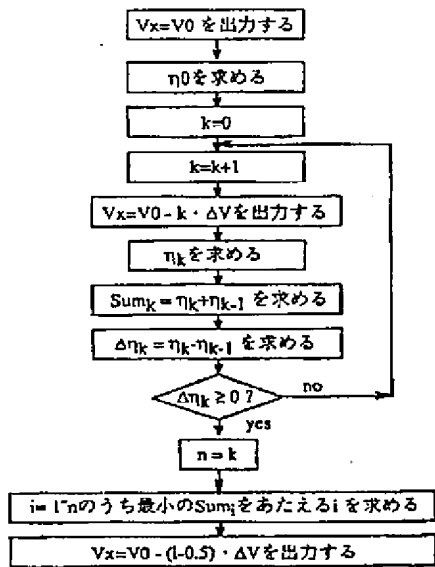 Vx=V0 を出力する
η0を求める
k=0
k=k+1
Vx=V0 - k・ΔVを出力する
ηkを求める
Sumk = ηk+ηk-1 を求める
Δηk = ηk-ηk-1 を求める
Δηk ≥ 0 ?
no
yes
n = k
i= 1~nのうち最小のSumiをあたえる i を求める
Vx=V0 - (i-0.5)・ΔVを出力する